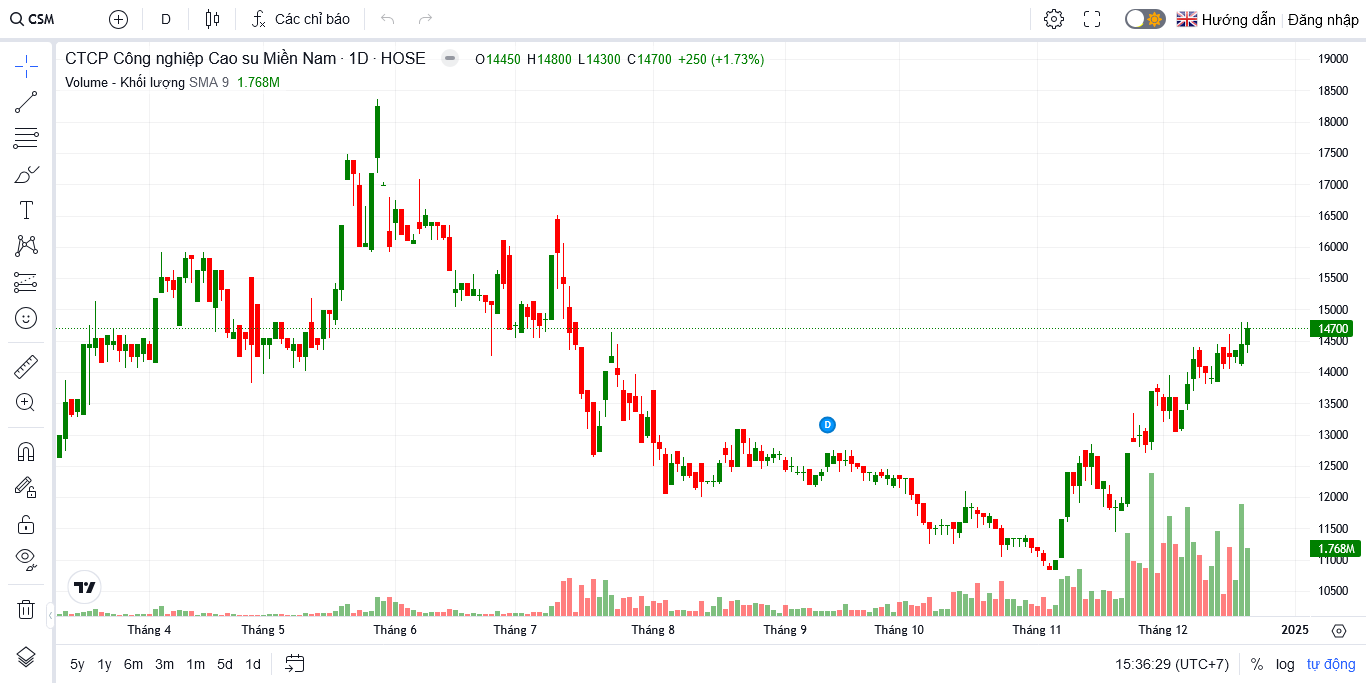 CSM D Các chỉ báo Hướng dẫn Đăng nhập
CTCP Công nghiệp Cao su Miền Nam · 1D · HOSE O14450 H14800 L14300 C14700 +250 (+1.73%)
Volume - Khối lượng SMA 9 1.768M
19000
18500
18000
17500
17000
16500
16000
15500
15000
14700
14500
14000
13500
13000
12500
12000
11500
1.768M
11000
10500
D
Tháng 4 Tháng 5 Tháng 6 Tháng 7 Tháng 8 Tháng 9 Tháng 10 Tháng 11 Tháng 12 2025
5y 1y 6m 3m 1m 5d 1d 15:36:29 (UTC+7) % log tự động